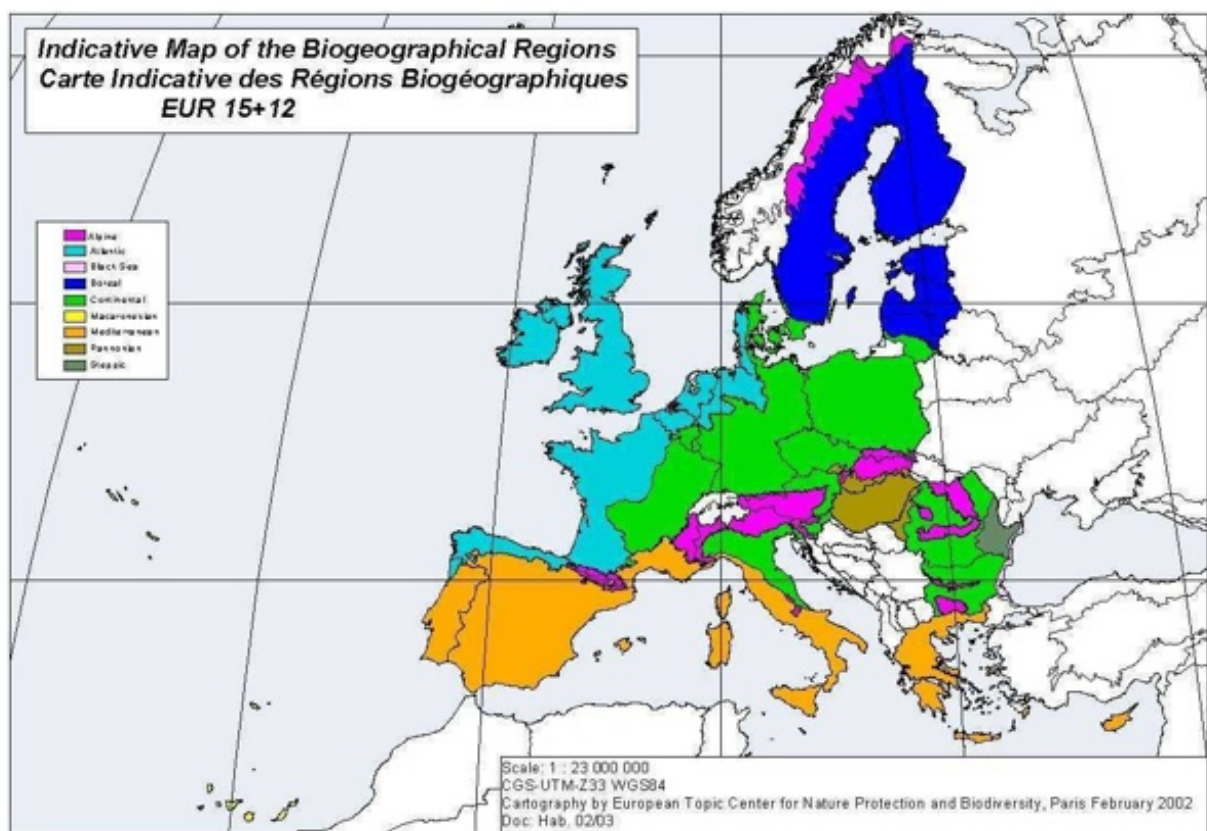 Indicative Map of the Biogeographical Regions
Carte Indicative des Régions Biogéographiques
EUR 15+12
Alpine
Atlantic
Black Sea
Boreal
Continental
Macaronesian
Mediterranean
Pannonian
Steppic
Scale: 1 : 23 000 000
CGS-UTM-Z33 WGS84
Cartography by European Topic Center for Nature Protection and Biodiversity, Paris February 2002
Doc: Hab. 02/03